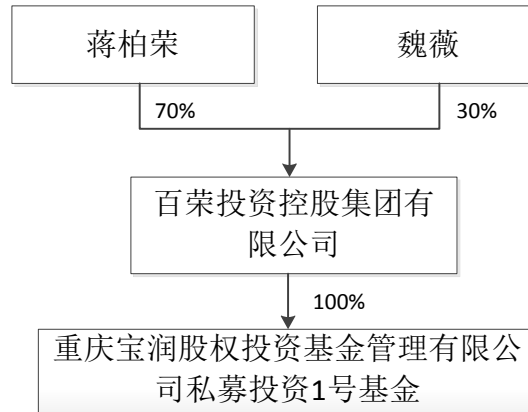 蒋柏荣
魏薇
70%
30%
百荣投资控股集团有
限公司
100%
重庆宝润股权投资基金管理有限公
司私募投资1号基金